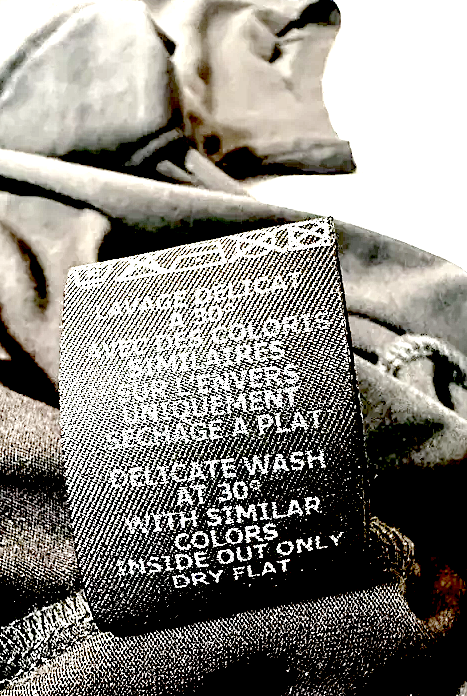 LAVAGE DELICAT
A 30°
AVEC DES COLORIS
SIMILAIRES
SUR L'ENVERS
UNIQUEMENT
SECHAGE A PLAT
DELICATE WASH
AT 30°
WITH SIMILAR
COLORS
INSIDE OUT ONLY
DRY FLAT